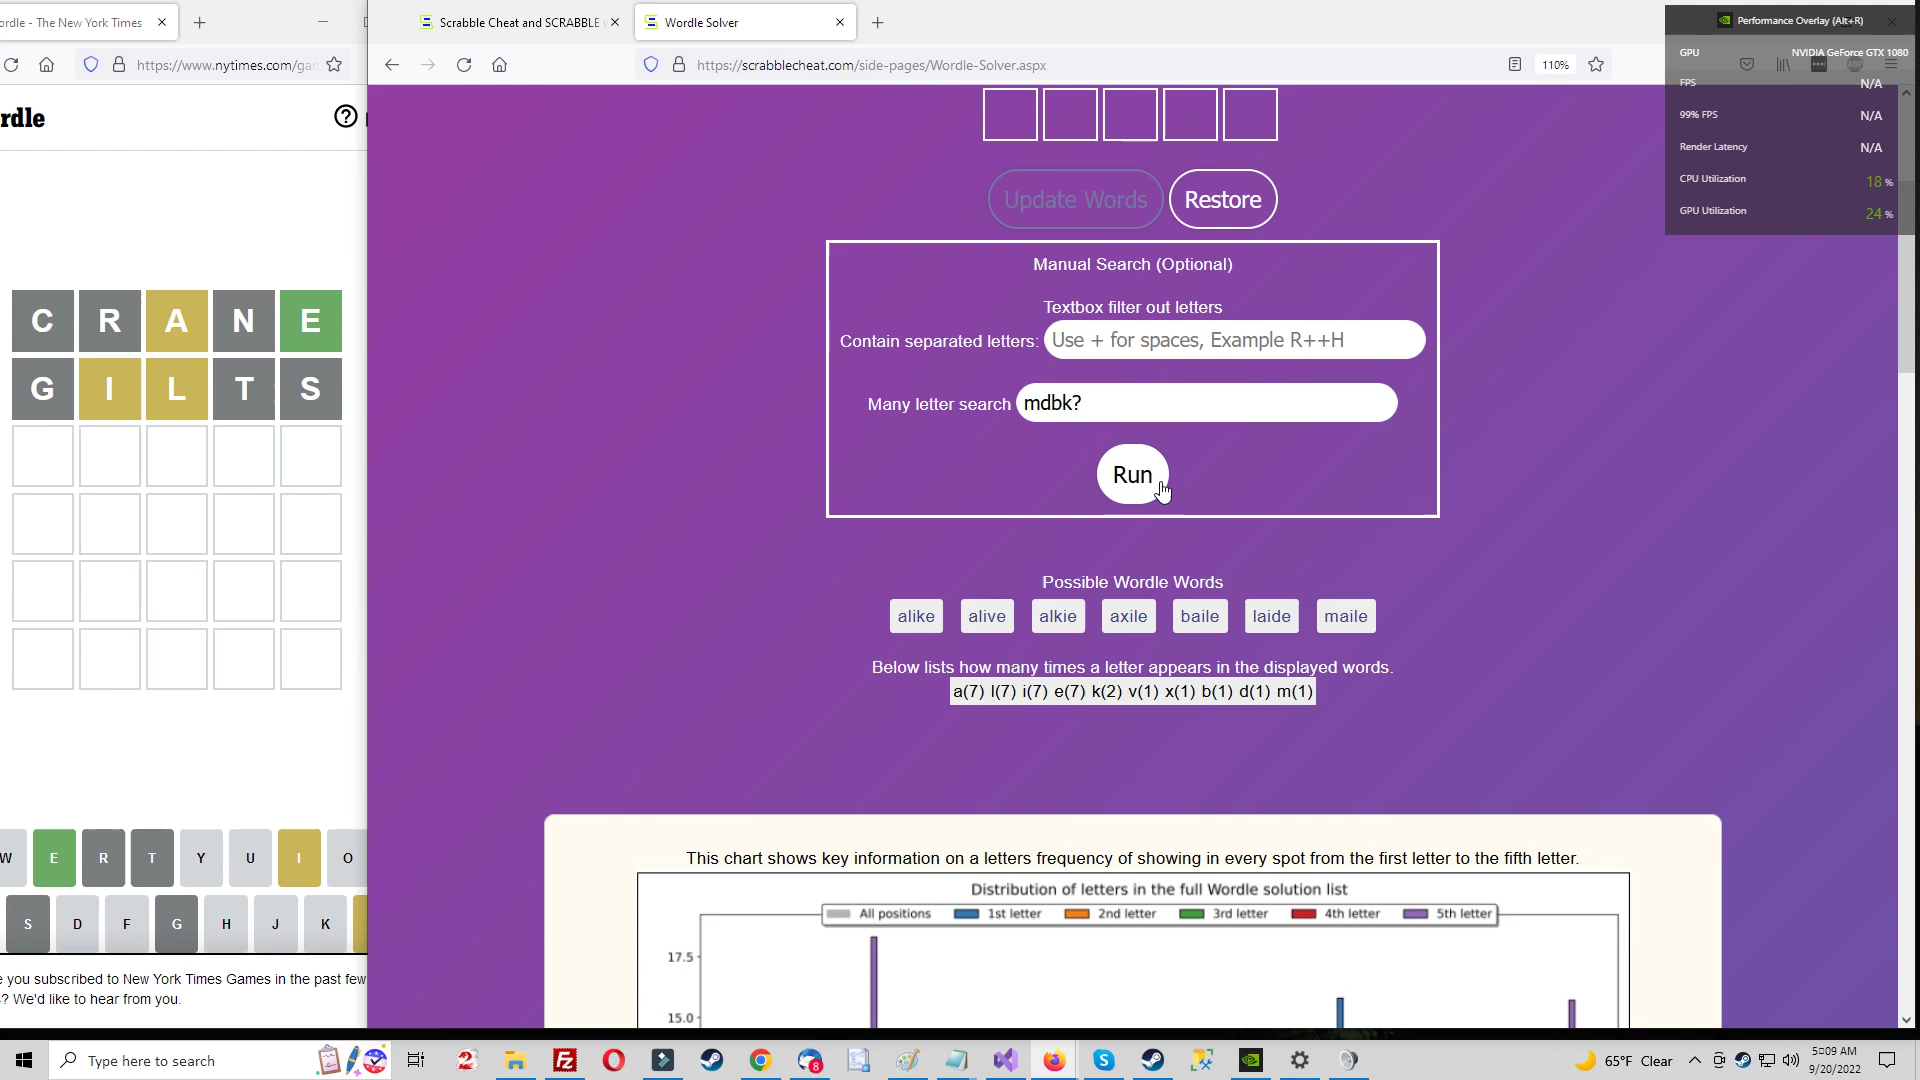 ordle - The New York Times
Scrabble Cheat and SCRABBLE
Wordle Solver
Performance Overlay (Alt+R)
GPU
NVIDIA GeForce GTX 1080
FPS
N/A
99% FPS
N/A
Render Latency
N/A
CPU Utilization
18 %
GPU Utilization
24 %
https://www.nytimes.com/gam
https://scrabblecheat.com/side-pages/Wordle-Solver.aspx
110%
rdle
Update Words
Restore
Manual Search (Optional)
Textbox filter out letters
Contain separated letters:
Use + for spaces, Example R++H
Many letter search
mdbk?
Run
C R A N E
G I L T S
Possible Wordle Words
alike alive alkie axile baile laide maile
Below lists how many times a letter appears in the displayed words.
a(7) l(7) i(7) e(7) k(2) v(1) x(1) b(1) d(1) m(1)
W E R T Y U I O
S D F G H J K
e you subscribed to New York Times Games in the past few
s? We'd like to hear from you.
This chart shows key information on a letters frequency of showing in every spot from the first letter to the fifth letter.
Distribution of letters in the full Wordle solution list
All positions 1st letter 2nd letter 3rd letter 4th letter 5th letter
17.5
15.0
Type here to search
8
65°F Clear
5:09 AM
9/20/2022